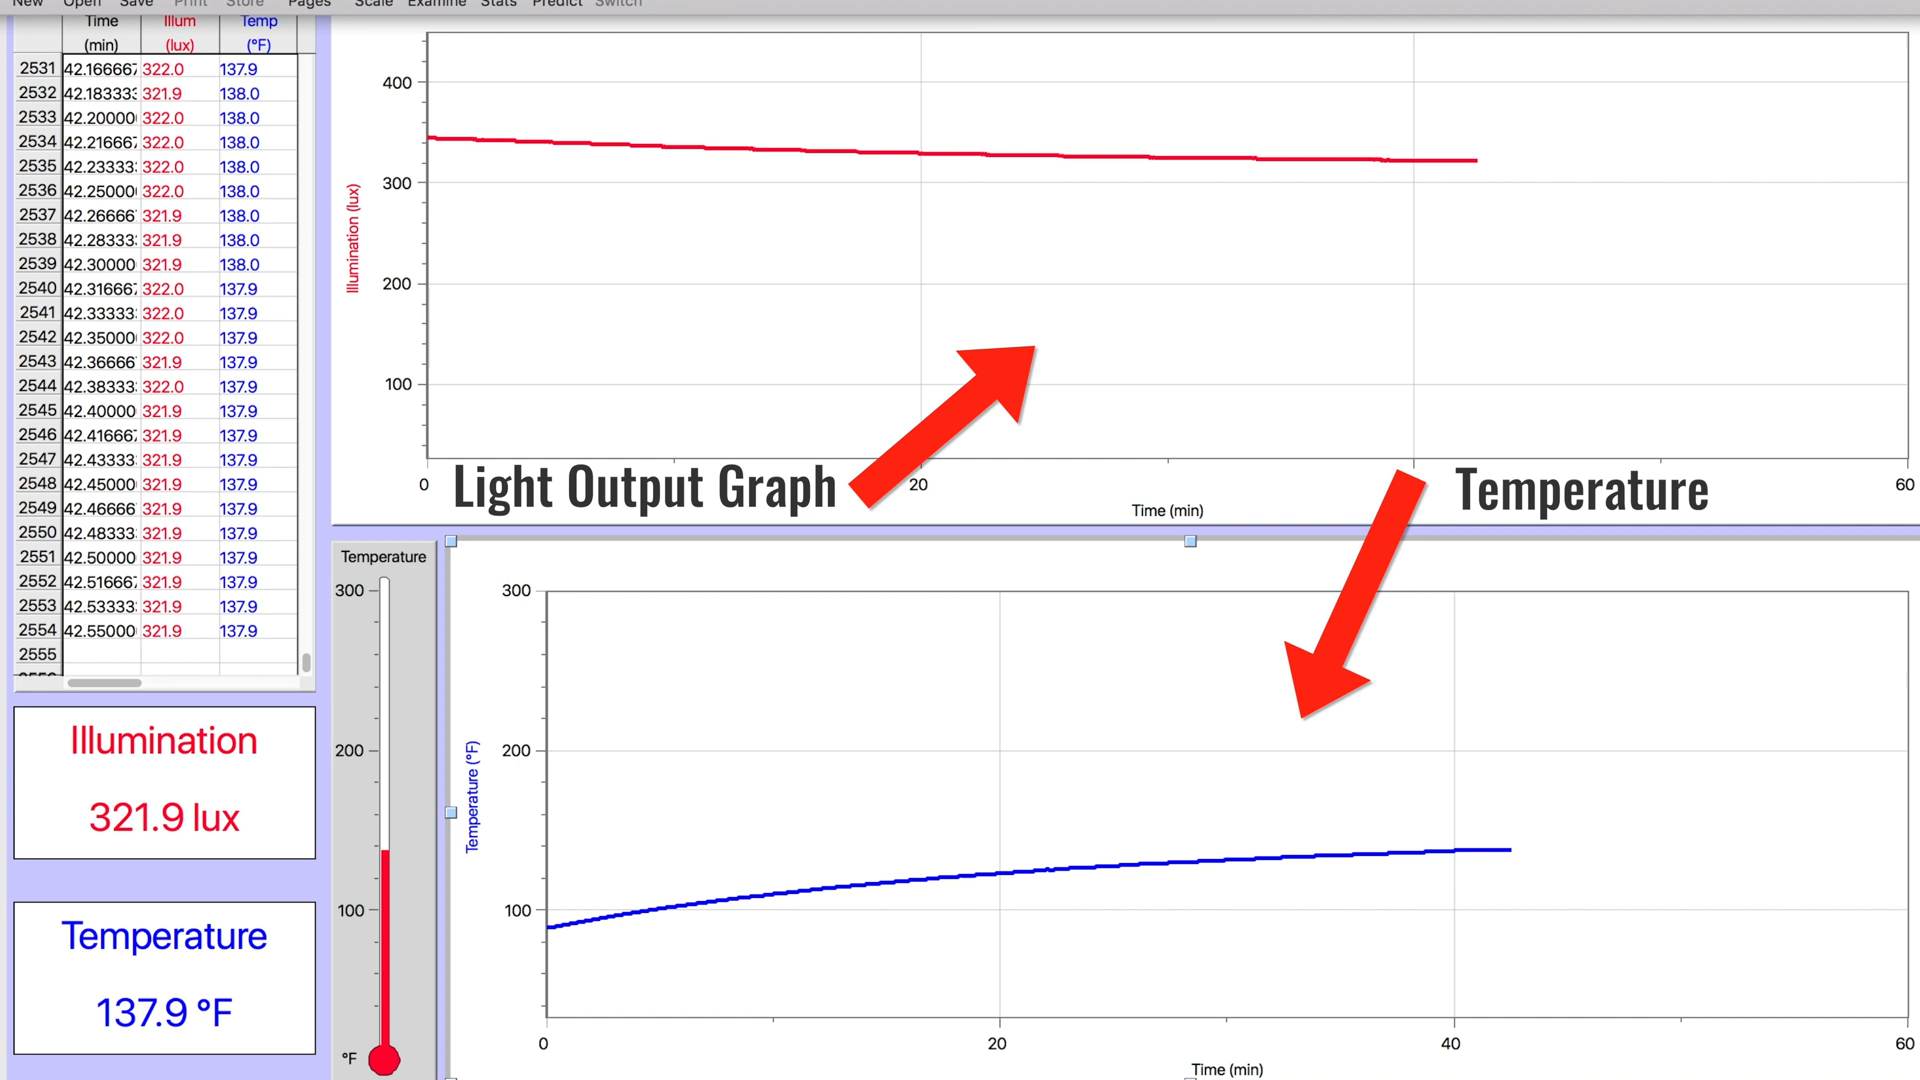 New Open Save Print Store Pages Scale Examine Stats Predict Switch
Time Illum Temp
(min) (lux) (°F)
2531 42.166667 322.0 137.9
2532 42.183333 321.9 138.0
2533 42.20000 322.0 138.0
2534 42.216667 322.0 138.0
2535 42.23333 322.0 138.0
2536 42.25000 322.0 138.0
2537 42.26666 321.9 138.0
2538 42.28333 321.9 138.0
2539 42.30000 321.9 138.0
2540 42.316667 322.0 137.9
2541 42.33333 322.0 137.9
2542 42.35000 322.0 137.9
2543 42.36666 321.9 137.9
2544 42.38333 322.0 137.9
2545 42.40000 321.9 137.9
2546 42.416667 321.9 137.9
2547 42.43333 321.9 137.9
2548 42.45000 321.9 137.9
2549 42.46666 321.9 137.9
2550 42.48333 321.9 137.9
2551 42.50000 321.9 137.9
2552 42.516667 321.9 137.9
2553 42.53333 321.9 137.9
2554 42.55000 321.9 137.9
2555
Illumination
321.9 lux
Temperature
137.9 °F
Illumination (lux)
400
300
200
100
0 20 60
Time (min)
Light Output Graph
Temperature
Temperature
300
200
100
°F
Temperature (°F)
300
200
100
0 20 40 60
Time (min)